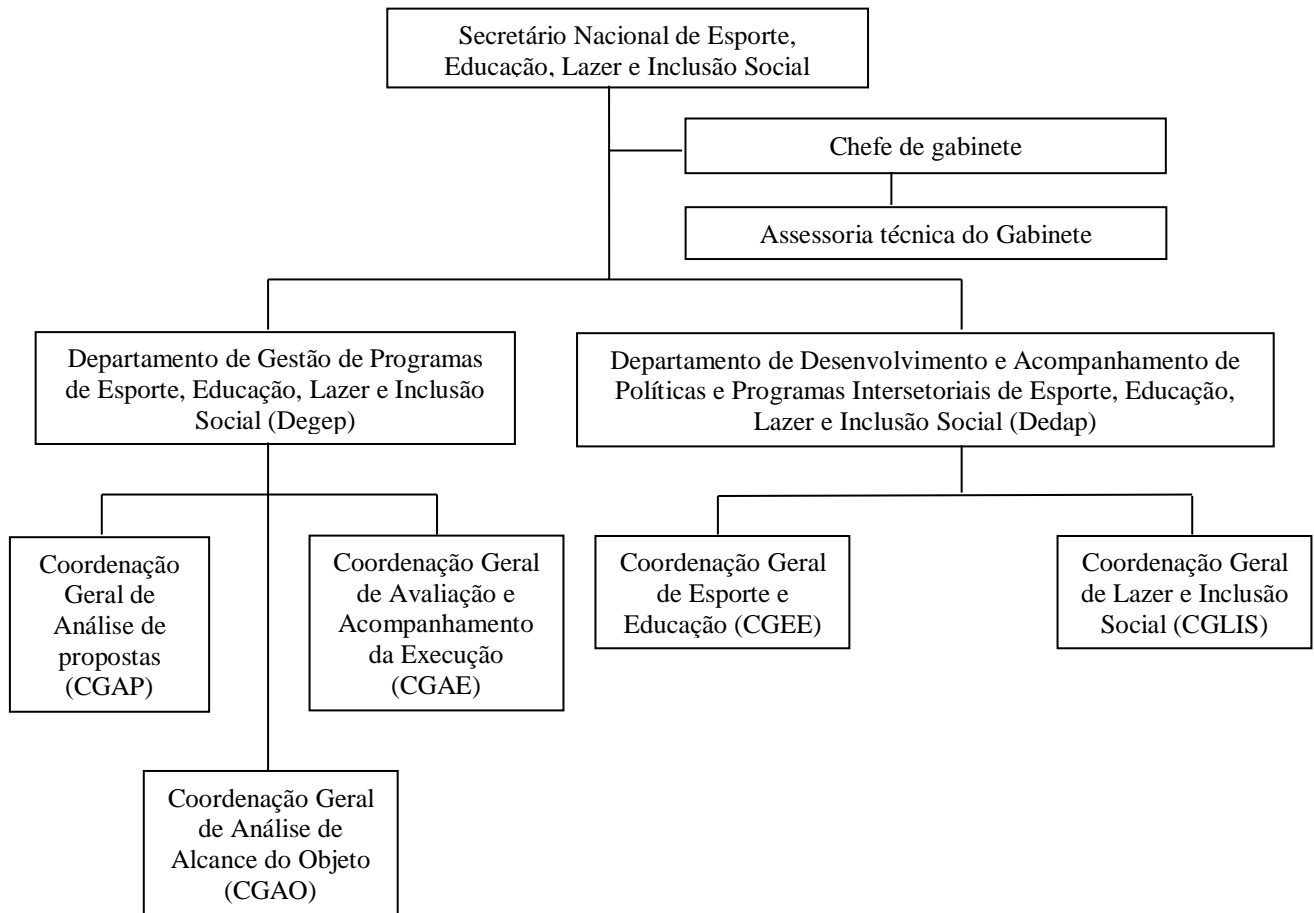 Secretário Nacional de Esporte,
Educação, Lazer e Inclusão Social
Chefe de gabinete
Assessoria técnica do Gabinete
Departamento de Gestão de Programas
de Esporte, Educação, Lazer e Inclusão
Social (Degep)
Departamento de Desenvolvimento e Acompanhamento de
Políticas e Programas Intersetoriais de Esporte, Educação,
Lazer e Inclusão Social (Dedap)
Coordenação
Geral de
Análise de
propostas
(CGAP)
Coordenação Geral
de Avaliação e
Acompanhamento
da Execução
(CGAE)
Coordenação Geral
de Esporte e
Educação (CGEE)
Coordenação Geral
de Lazer e Inclusão
Social (CGLIS)
Coordenação Geral
de Análise de
Alcance do Objeto
(CGAO)